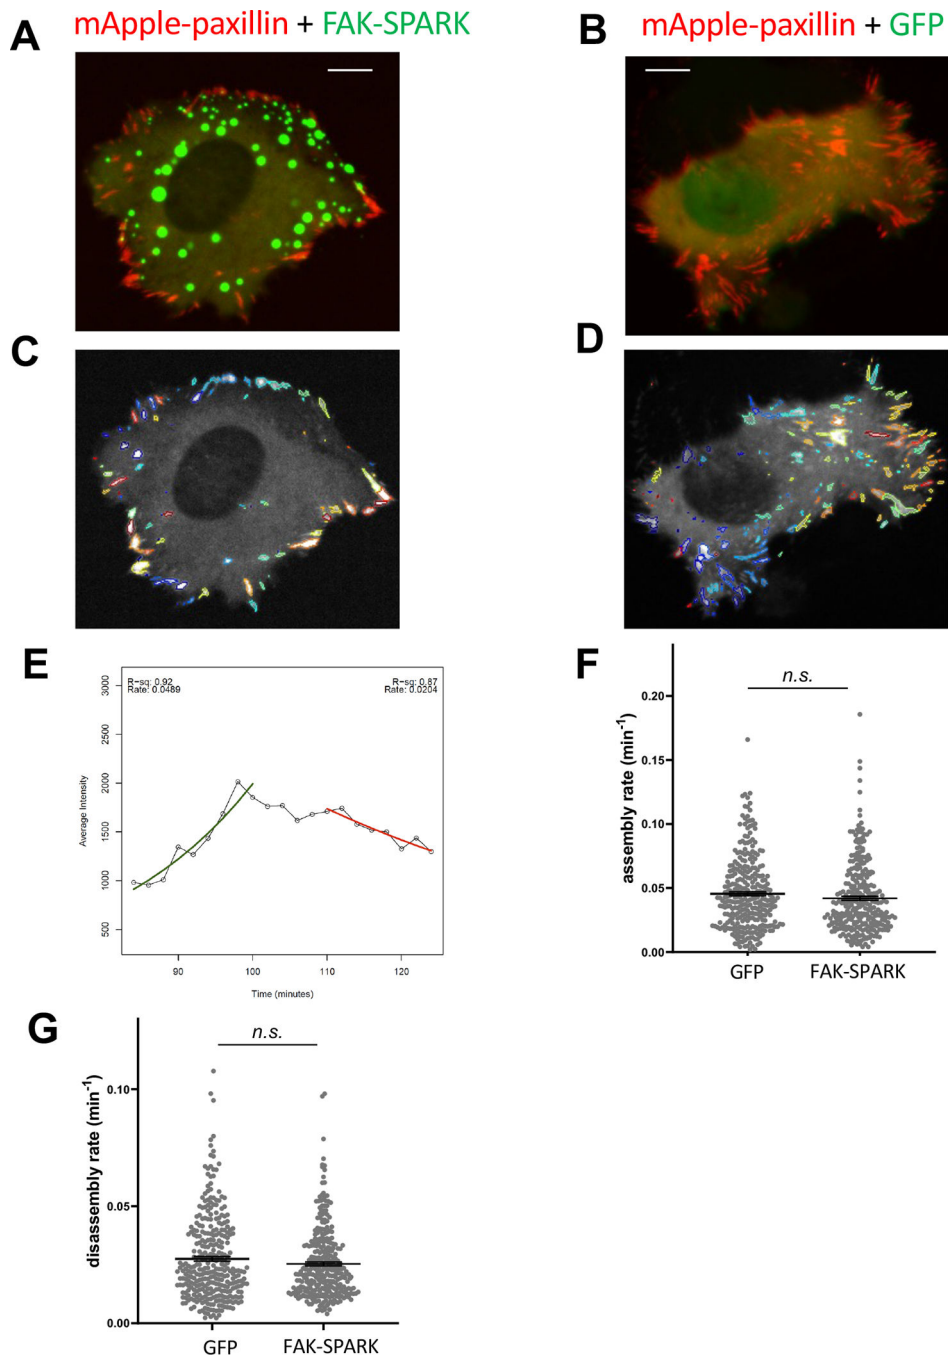 A
mApple-paxillin + FAK-SPARK
B
mApple-paxillin + GFP
C
D
E
R-sq: 0.92
Rate: 0.0489
R-sq: 0.87
Rate: 0.0204
3000
2500
2000
1500
1000
500
Average Intensity
90
100
110
120
Time (minutes)
F
n.s.
0.20
0.15
0.10
0.05
0.00
assembly rate (min⁻¹)
GFP
FAK-SPARK
G
n.s.
0.10
0.05
0.00
disassembly rate (min⁻¹)
GFP
FAK-SPARK